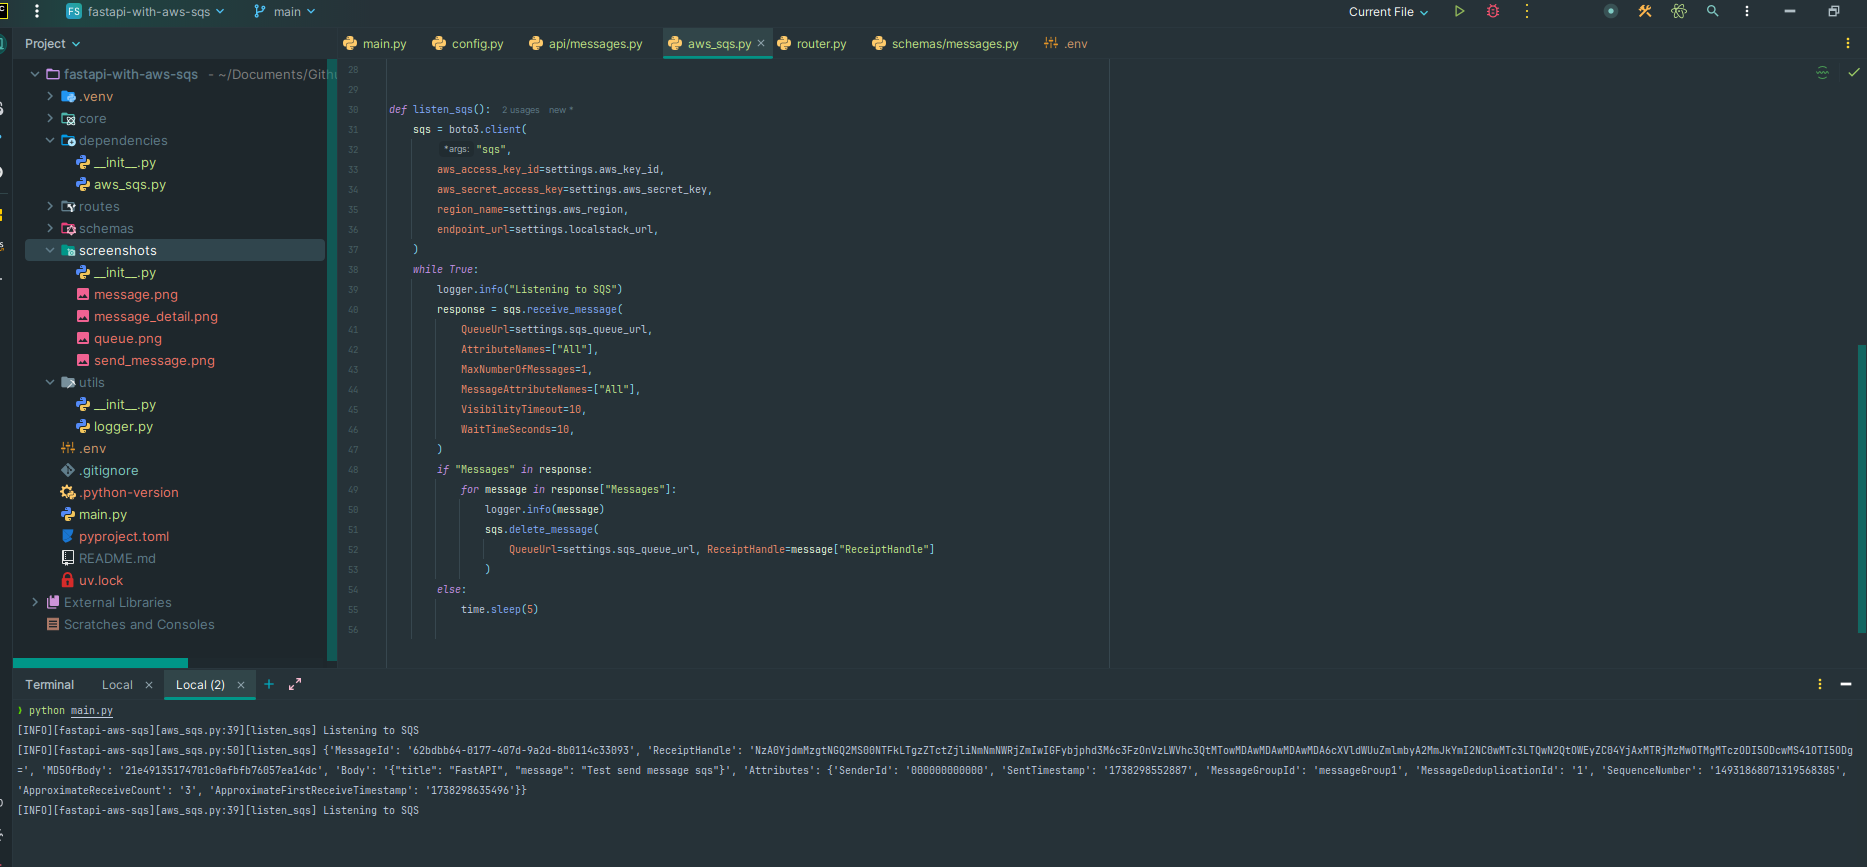 FS fastapi-with-aws-sqs main Current File
Project
main.py config.py api/messages.py aws_sqs.py router.py schemas/messages.py .env
fastapi-with-aws-sqs - ~/Documents/Githu
.venv
core
dependencies
__init__.py
aws_sqs.py
routes
schemas
screenshots
__init__.py
message.png
message_detail.png
queue.png
send_message.png
utils
__init__.py
logger.py
.env
.gitignore
.python-version
main.py
pyproject.toml
README.md
uv.lock
External Libraries
Scratches and Consoles
28
29
30 def listen_sqs(): 2 usages new *
31 sqs = boto3.client(
32 *args: "sqs",
33 aws_access_key_id=settings.aws_key_id,
34 aws_secret_access_key=settings.aws_secret_key,
35 region_name=settings.aws_region,
36 endpoint_url=settings.localstack_url,
37 )
38 while True:
39 logger.info("Listening to SQS")
40 response = sqs.receive_message(
41 QueueUrl=settings.sqs_queue_url,
42 AttributeNames=["All"],
43 MaxNumberOfMessages=1,
44 MessageAttributeNames=["All"],
45 VisibilityTimeout=10,
46 WaitTimeSeconds=10,
47 )
48 if "Messages" in response:
49 for message in response["Messages"]:
50 logger.info(message)
51 sqs.delete_message(
52 QueueUrl=settings.sqs_queue_url, ReceiptHandle=message["ReceiptHandle"]
53 )
54 else:
55 time.sleep(5)
56
Terminal Local Local (2)
python main.py
[INFO][fastapi-aws-sqs][aws_sqs.py:39][listen_sqs] Listening to SQS
[INFO][fastapi-aws-sqs][aws_sqs.py:50][listen_sqs] {'MessageId': '62bdbb64-0177-407d-9a2d-8b0114c33093', 'ReceiptHandle':
=', 'MD5OfBody': '21e49135174701c0afbfb76057ea14dc', 'Body': '{"title": "FastAPI", "message": "Test send message sqs"}', 'Attributes': {'SenderId': '000000000000', 'SentTimestamp': '1738298552887', 'MessageGroupId': 'messageGroup1', 'MessageDeduplicationId': '1', 'SequenceNumber': '14931868071319568385',
'ApproximateReceiveCount': '3', 'ApproximateFirstReceiveTimestamp': '1738298635496'}}
[INFO][fastapi-aws-sqs][aws_sqs.py:39][listen_sqs] Listening to SQS